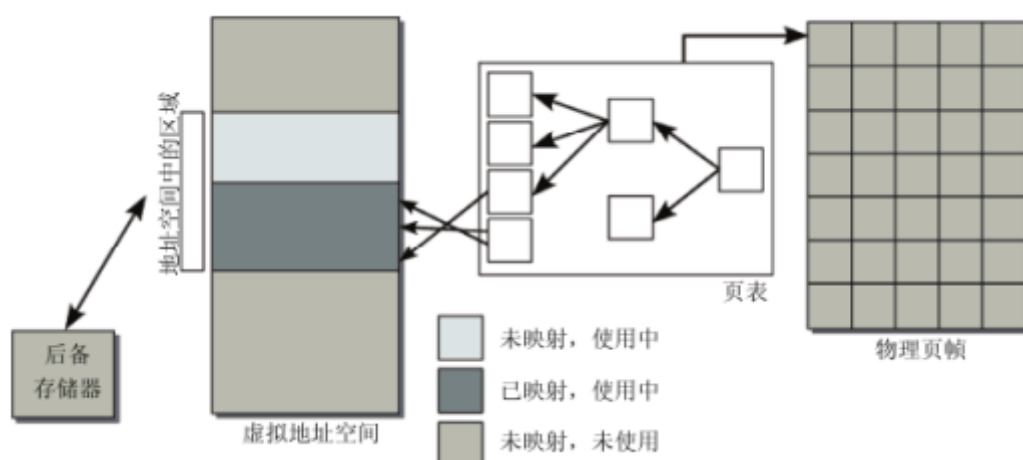 地址空间中的区域
页表
后备
存储器
未映射，使用中
物理页帧
已映射，使用中
虚拟地址空间
未映射，未使用